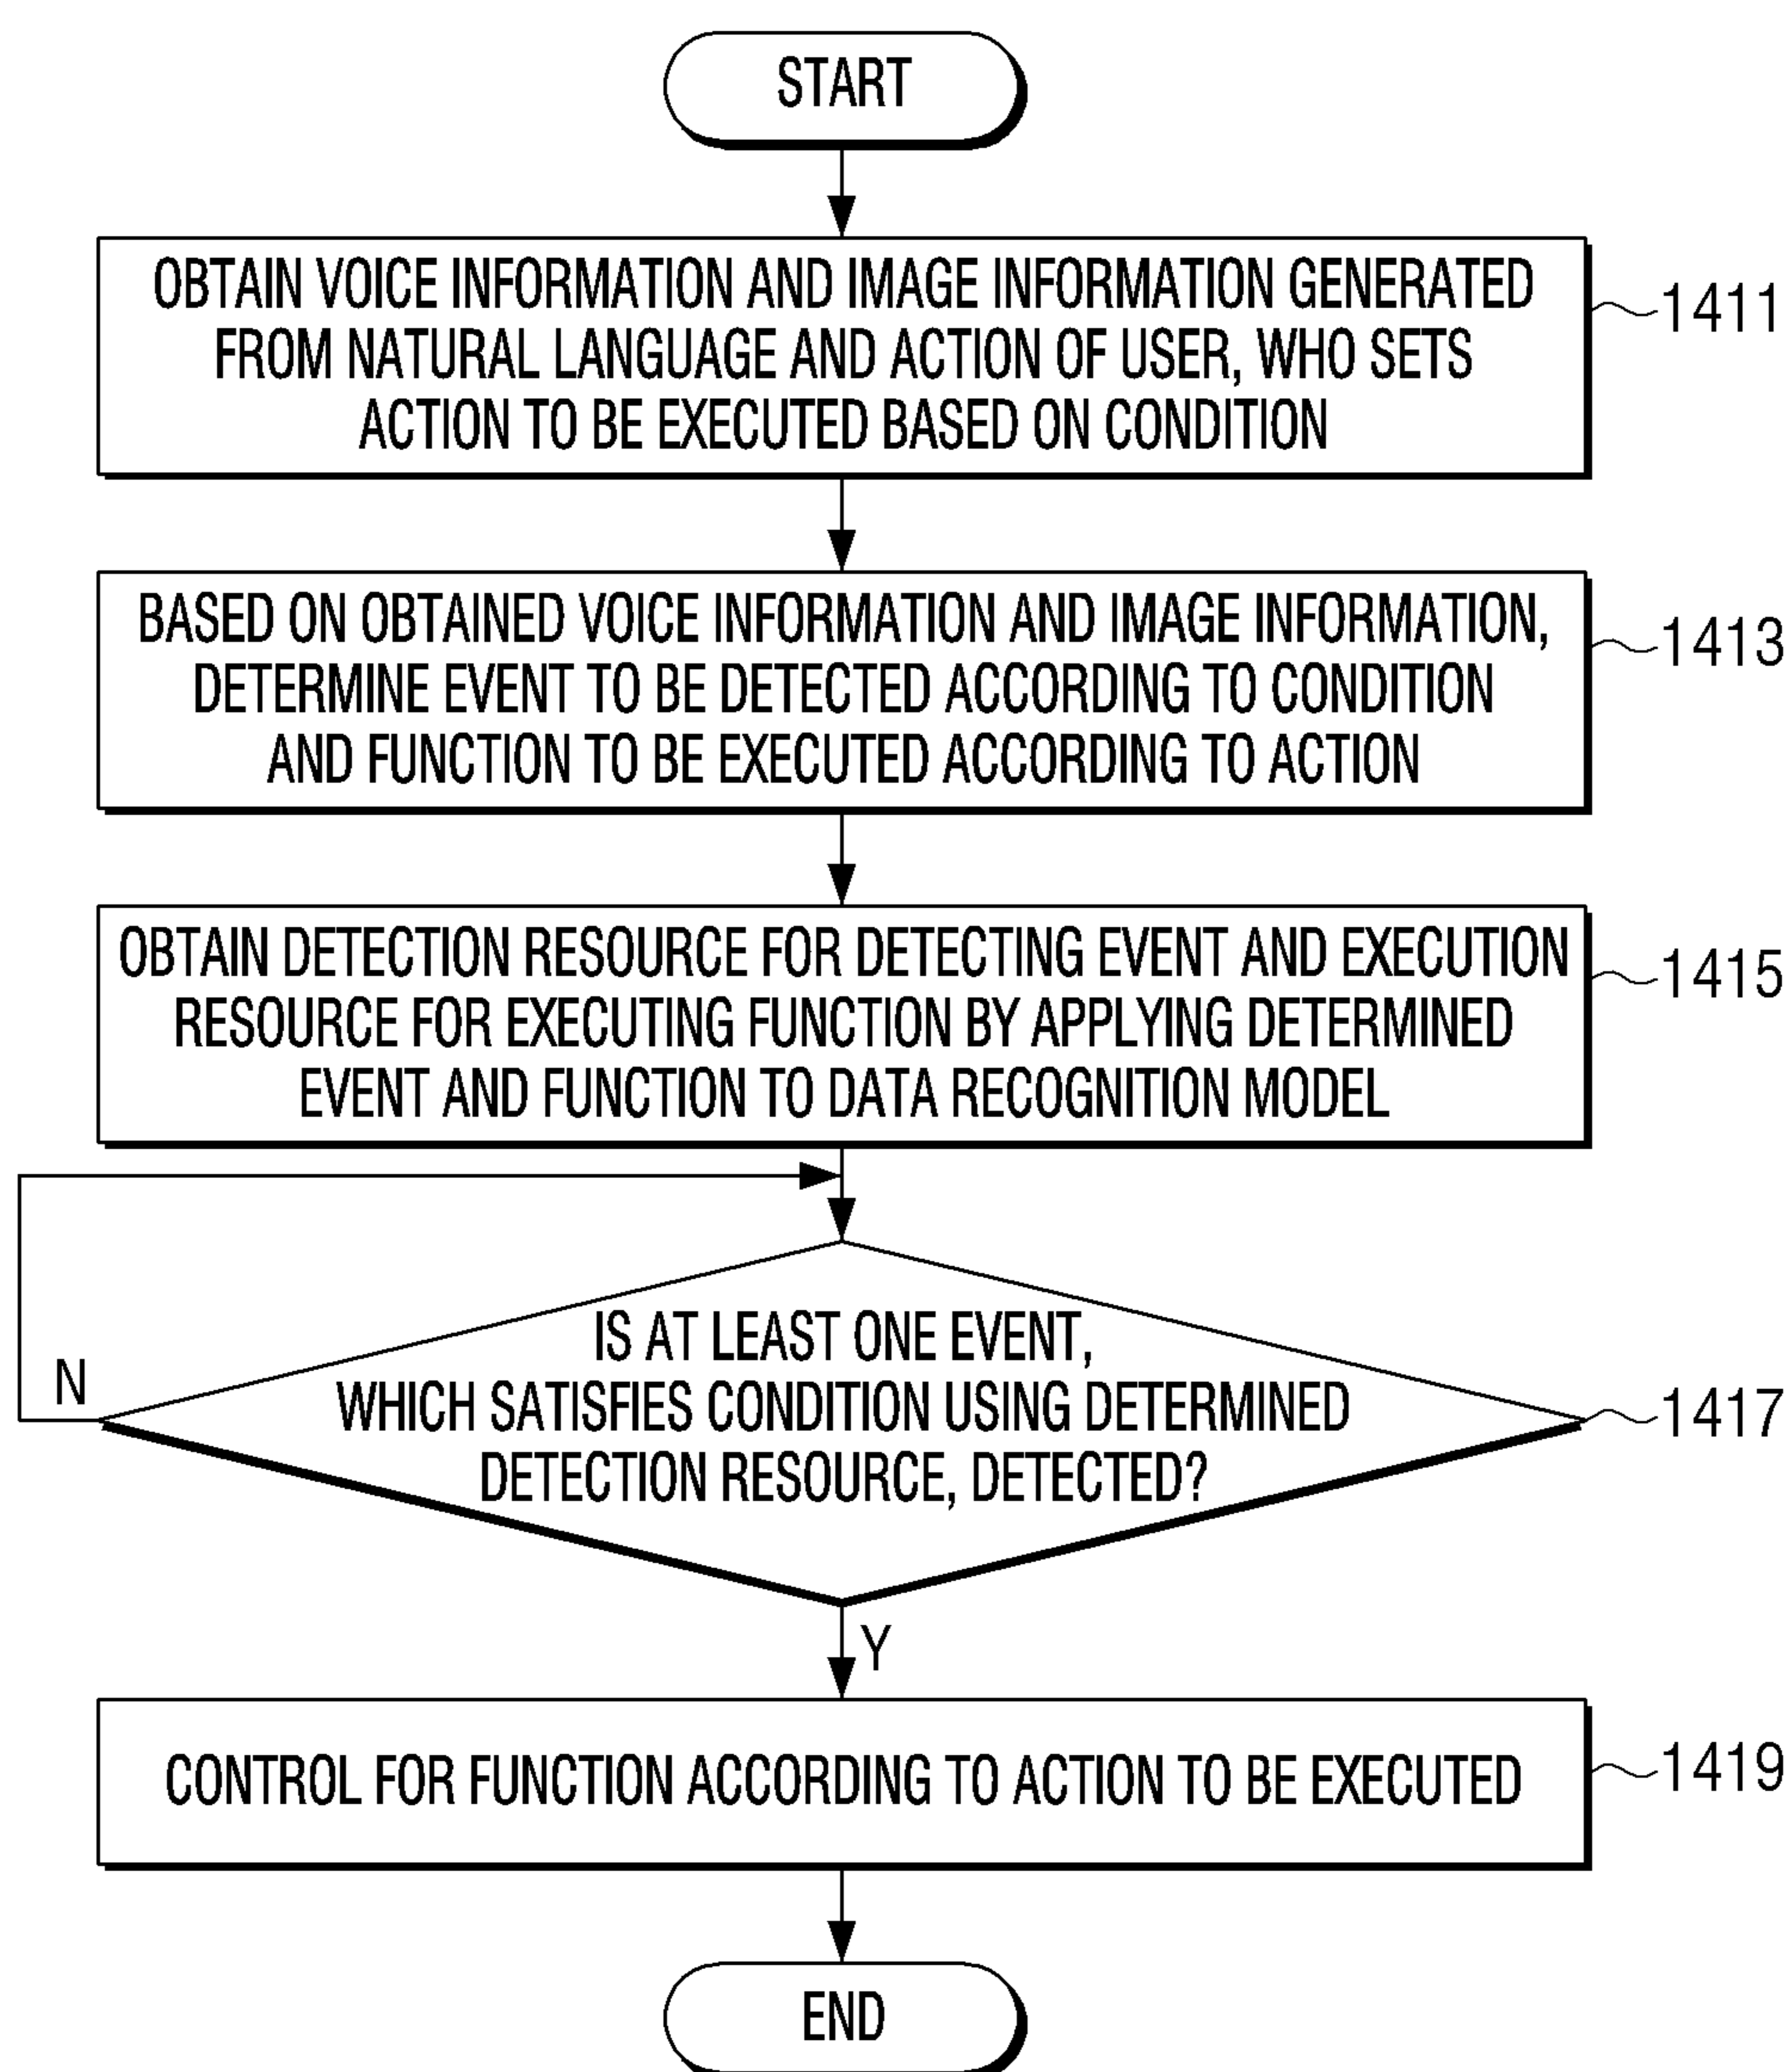 START
OBTAIN VOICE INFORMATION AND IMAGE INFORMATION GENERATED
FROM NATURAL LANGUAGE AND ACTION OF USER, WHO SETS
ACTION TO BE EXECUTED BASED ON CONDITION
1411
BASED ON OBTAINED VOICE INFORMATION AND IMAGE INFORMATION,
DETERMINE EVENT TO BE DETECTED ACCORDING TO CONDITION
AND FUNCTION TO BE EXECUTED ACCORDING TO ACTION
1413
OBTAIN DETECTION RESOURCE FOR DETECTING EVENT AND EXECUTION
RESOURCE FOR EXECUTING FUNCTION BY APPLYING DETERMINED
EVENT AND FUNCTION TO DATA RECOGNITION MODEL
1415
IS AT LEAST ONE EVENT,
WHICH SATISFIES CONDITION USING DETERMINED
DETECTION RESOURCE, DETECTED?
1417
N
Y
CONTROL FOR FUNCTION ACCORDING TO ACTION TO BE EXECUTED
1419
END